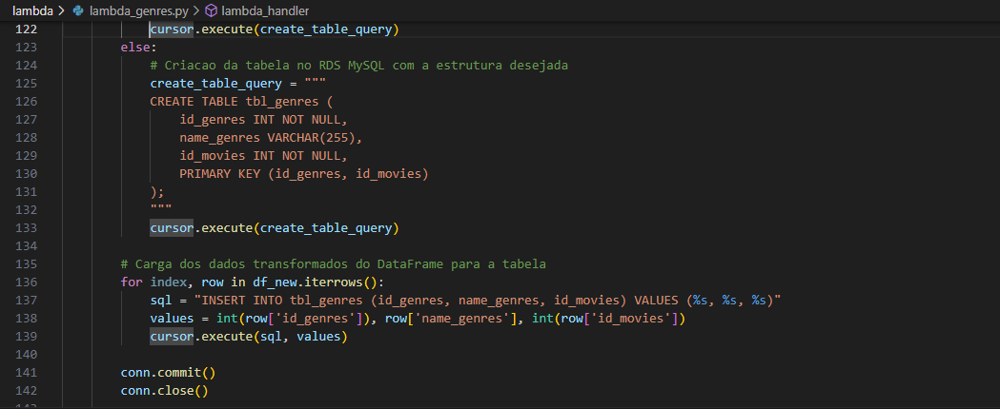 lambda > lambda_genres.py > lambda_handler
122 cursor.execute(create_table_query)
123 else:
124 # Criacao da tabela no RDS MySQL com a estrutura desejada
125 create_table_query = """
126 CREATE TABLE tbl_genres (
127 id_genres INT NOT NULL,
128 name_genres VARCHAR(255),
129 id_movies INT NOT NULL,
130 PRIMARY KEY (id_genres, id_movies)
131 );
132 """
133 cursor.execute(create_table_query)
134
135 # Carga dos dados transformados do DataFrame para a tabela
136 for index, row in df_new.iterrows():
137 sql = "INSERT INTO tbl_genres (id_genres, name_genres, id_movies) VALUES (%s, %s, %s)"
138 values = int(row['id_genres']), row['name_genres'], int(row['id_movies'])
139 cursor.execute(sql, values)
140
141 conn.commit()
142 conn.close()